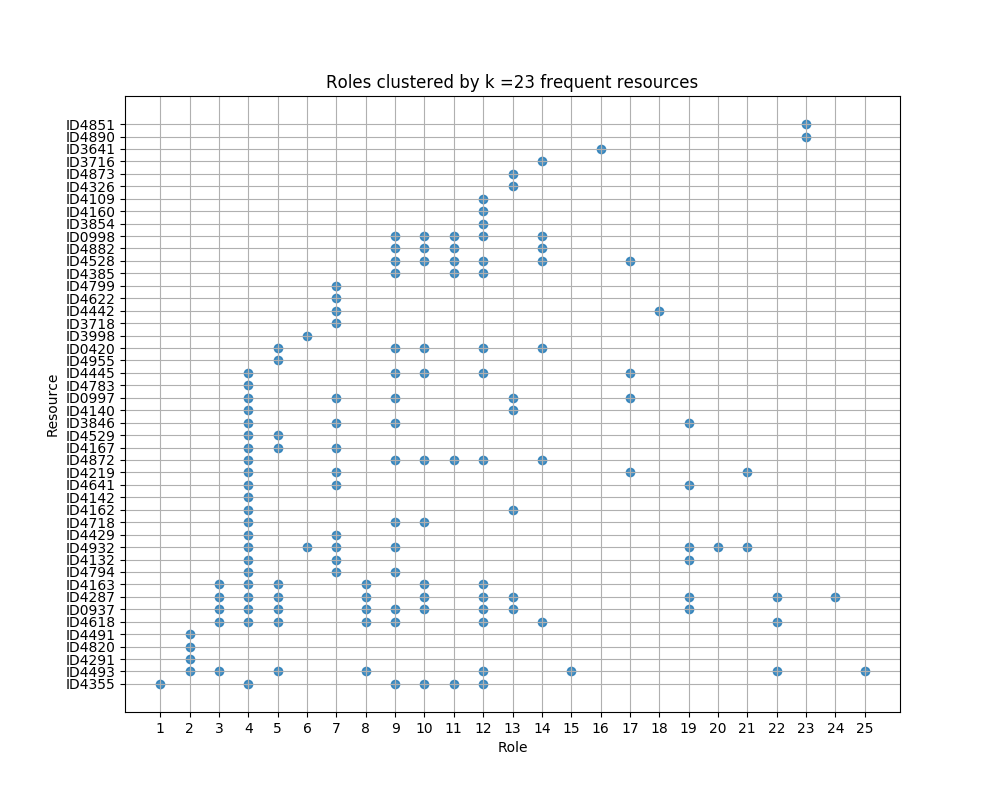 Roles clustered by k =23 frequent resources
ID4851
ID4890
ID3641
ID3716
ID4873
ID4326
ID4109
ID4160
ID3854
ID0998
ID4882
ID4528
ID4385
ID4799
ID4622
ID4442
ID3718
ID3998
ID0420
ID4955
ID4445
ID4783
ID0997
ID4140
ID3846
ID4529
ID4167
ID4872
ID4219
ID4641
ID4142
ID4162
ID4718
ID4429
ID4932
ID4132
ID4794
ID4163
ID4287
ID0937
ID4618
ID4491
ID4820
ID4291
ID4493
ID4355
Resource
1 2 3 4 5 6 7 8 9 10 11 12 13 14 15 16 17 18 19 20 21 22 23 24 25
Role